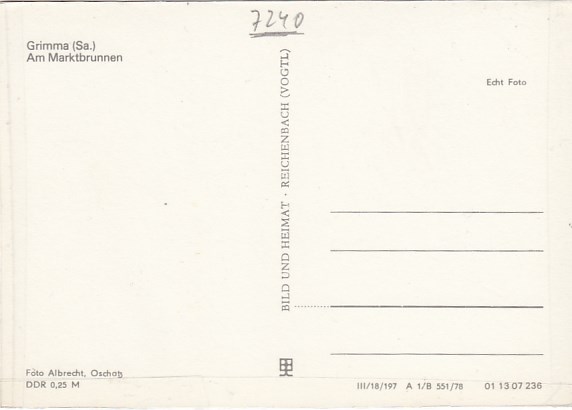 7240
Grimma (Sa.)
Am Marktbrunnen
Echt Foto
BILD UND HEIMAT · REICHENBACH (VOGTL)
Foto Albrecht, Oschatz
DDR 0,25 M
III/18/197 A 1/B 551/78 01 13 07 236